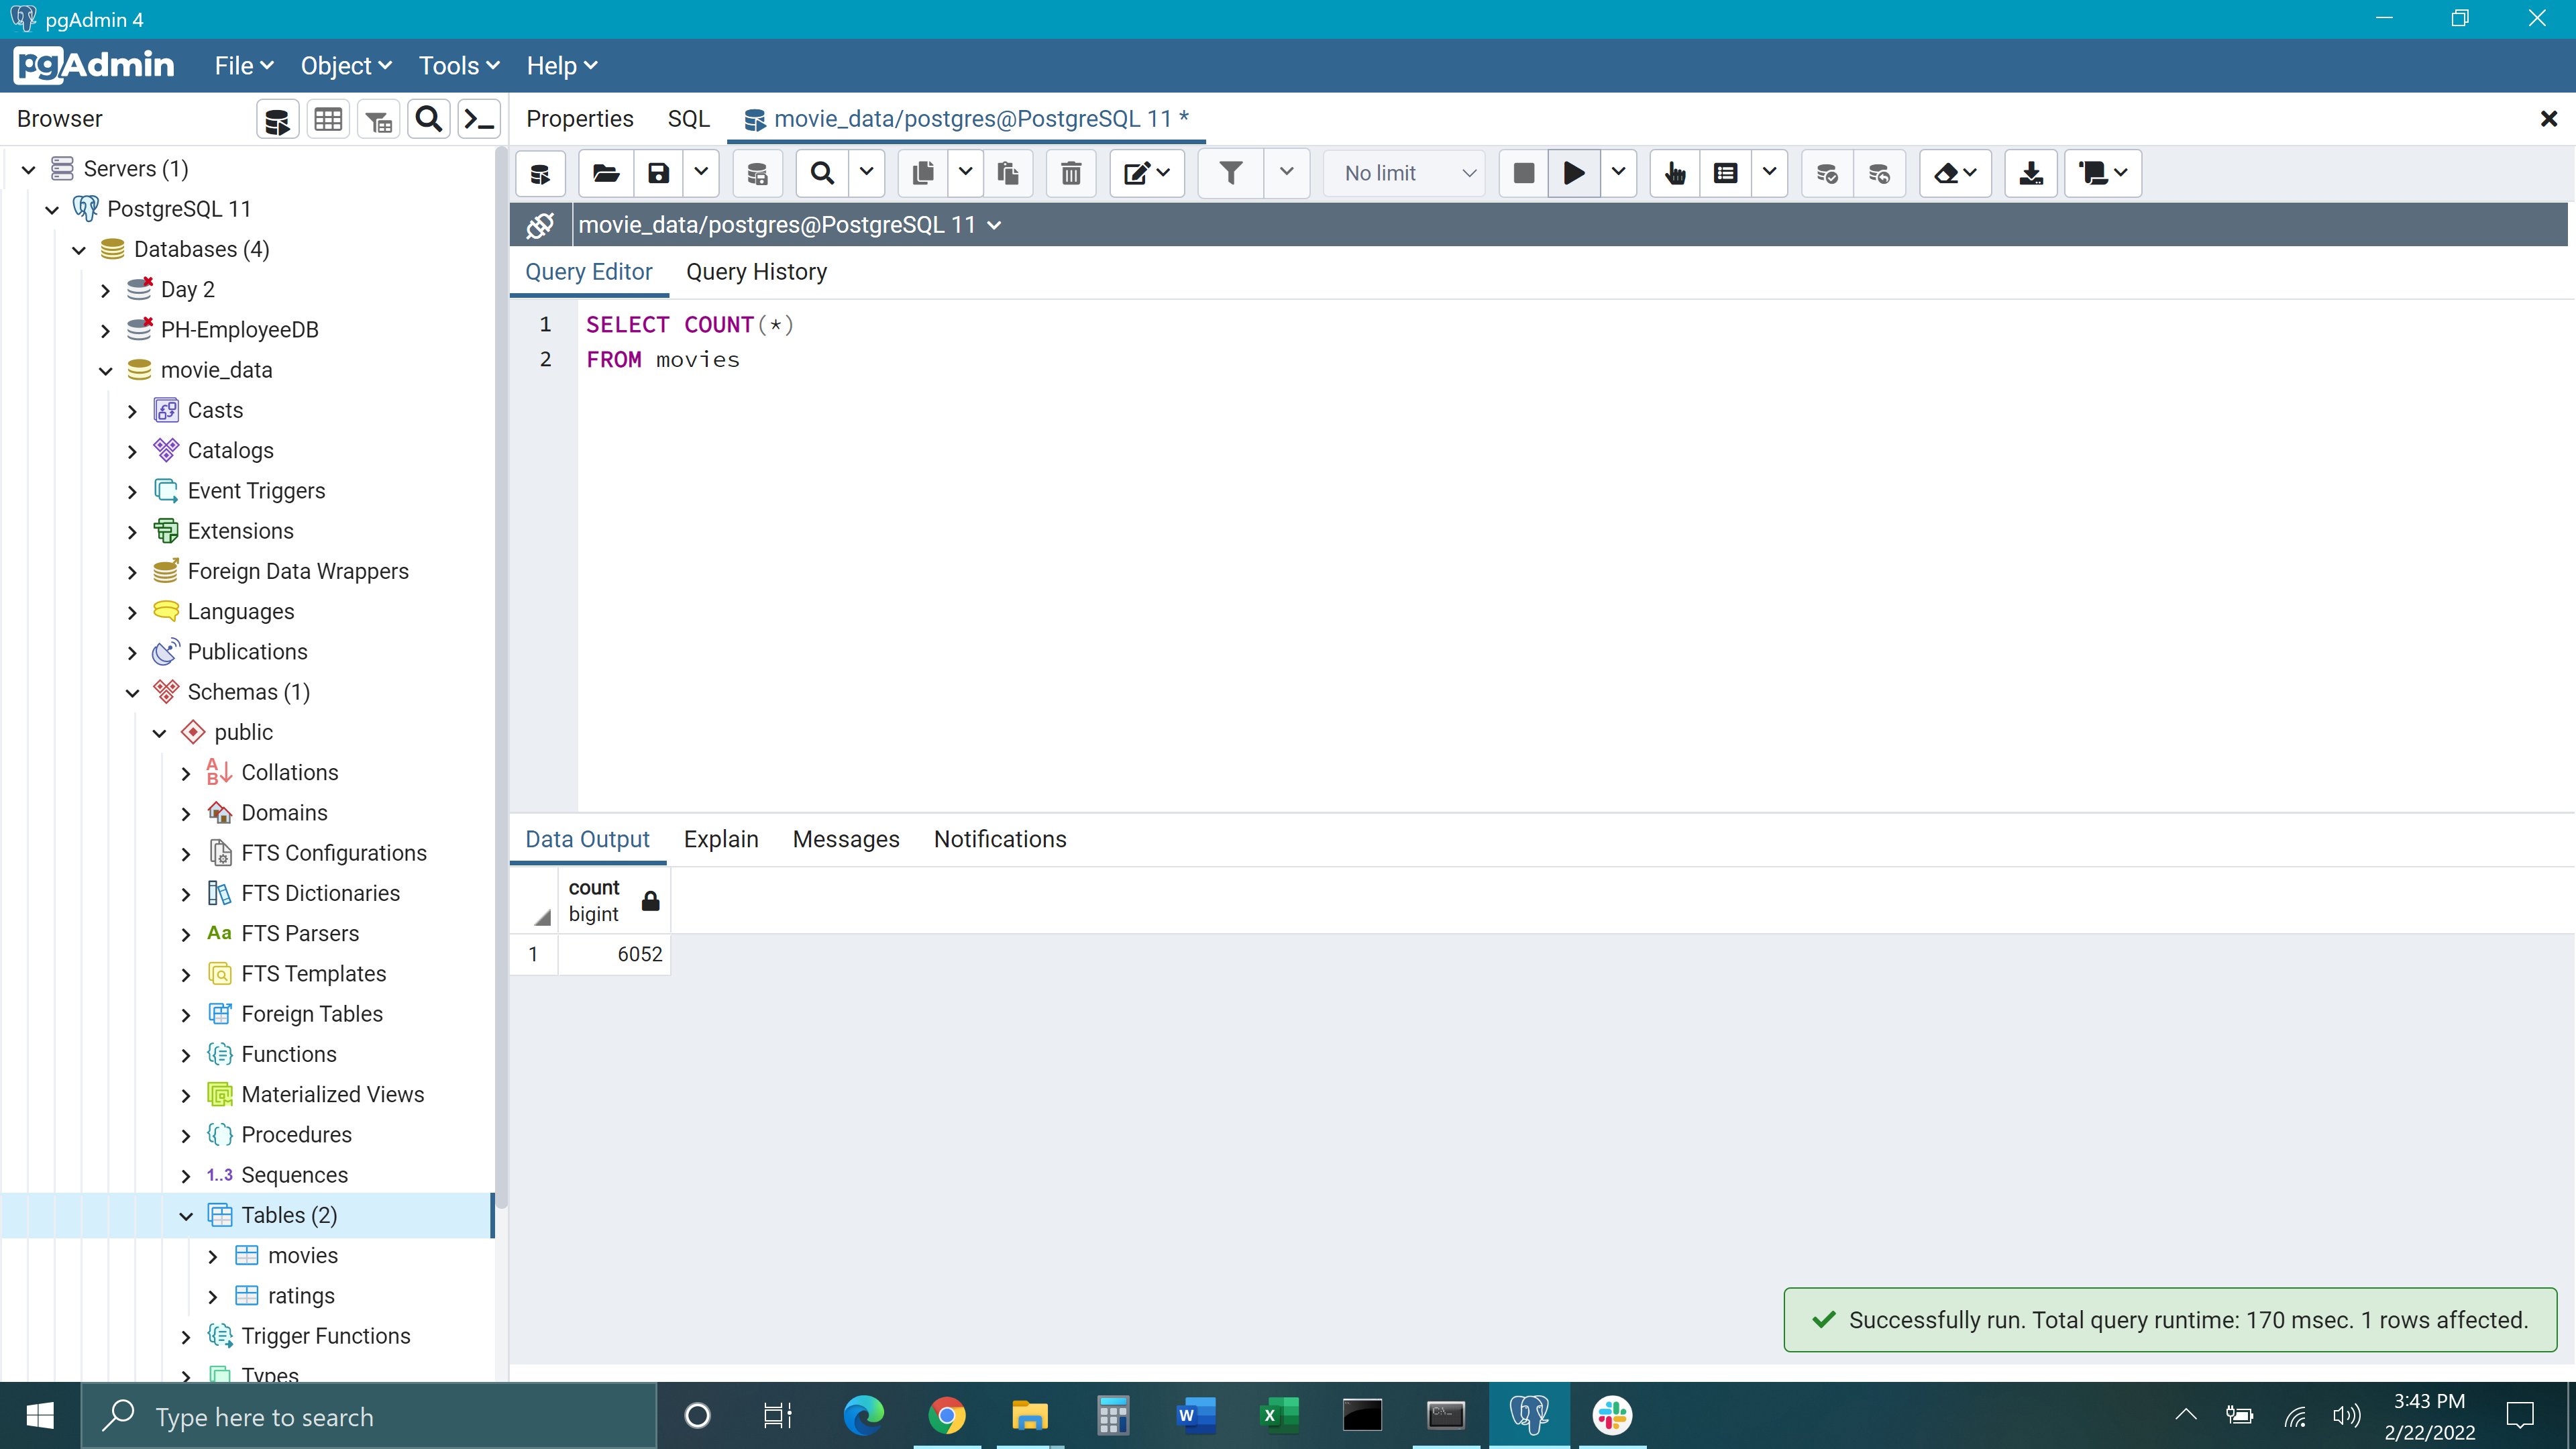 pgAdmin 4
pgAdmin File Object Tools Help
Browser
Properties SQL movie_data/postgres@PostgreSQL 11 *
No limit
movie_data/postgres@PostgreSQL 11
Query Editor Query History
1 SELECT COUNT(*)
2 FROM movies
Servers (1)
PostgreSQL 11
Databases (4)
Day 2
PH-EmployeeDB
movie_data
Casts
Catalogs
Event Triggers
Extensions
Foreign Data Wrappers
Languages
Publications
Schemas (1)
public
Collations
Domains
FTS Configurations
FTS Dictionaries
Aa FTS Parsers
FTS Templates
Foreign Tables
Functions
Materialized Views
Procedures
1..3 Sequences
Tables (2)
movies
ratings
Trigger Functions
Types
Data Output Explain Messages Notifications
count
bigint
1 6052
Successfully run. Total query runtime: 170 msec. 1 rows affected.
Type here to search
3:43 PM
2/22/2022